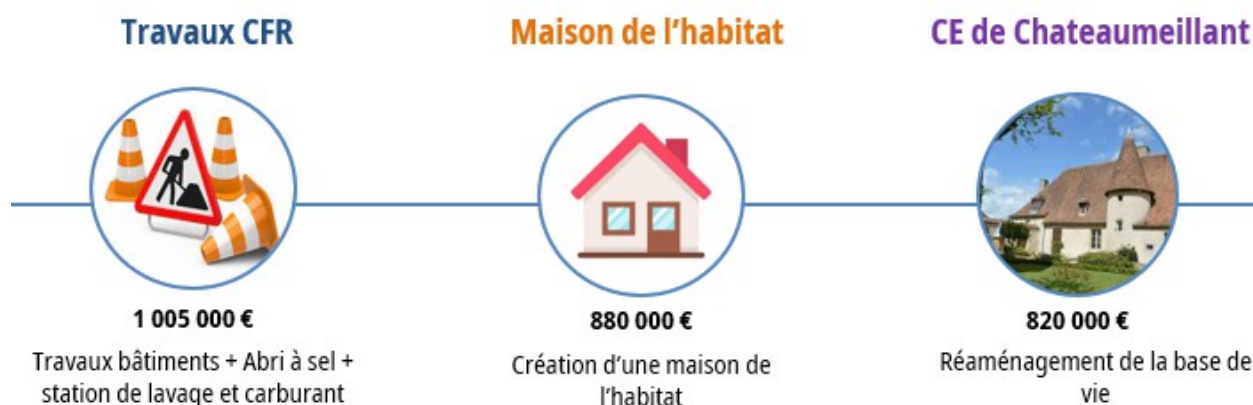 Travaux CFR
1 005 000 €
Travaux bâtiments + Abri à sel +
station de lavage et carburant
Maison de l'habitat
880 000 €
Création d'une maison de
l'habitat
CE de Chateaumeillant
820 000 €
Réaménagement de la base de
vie